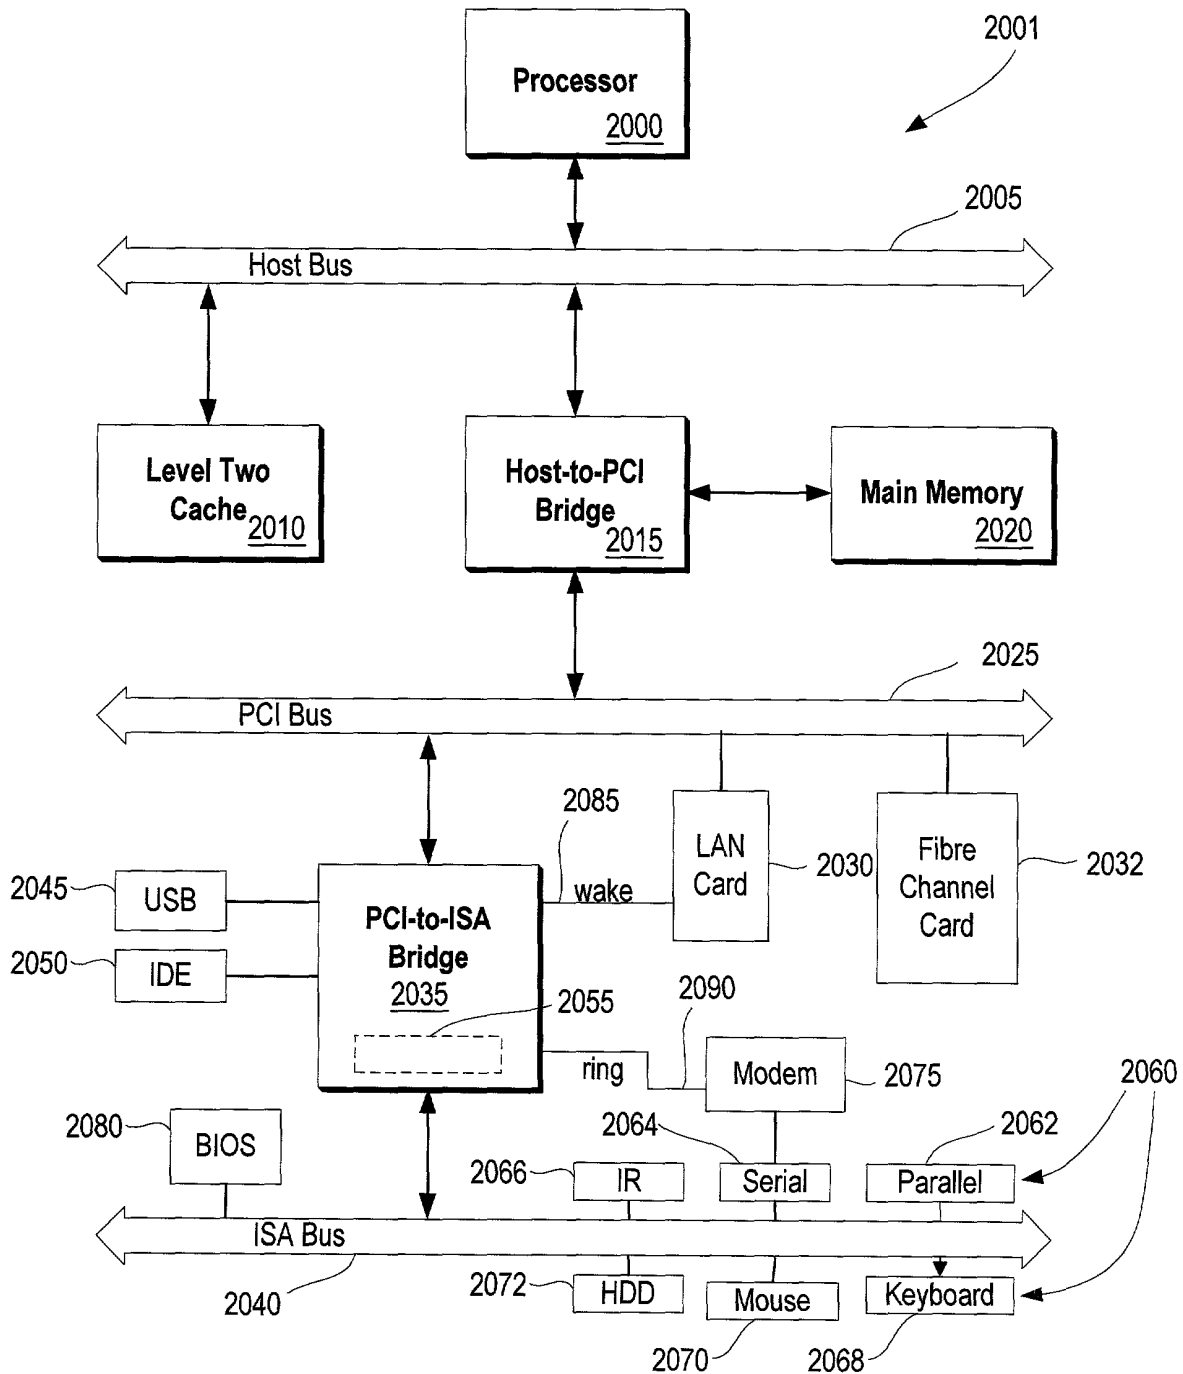 2001
Processor
2000
2005
Host Bus
Level Two
Cache
2010
Host-to-PCI
Bridge
2015
Main Memory
2020
2025
PCI Bus
2085
LAN
Card
2030
Fibre
Channel
Card
2032
2045
USB
wake
PCI-to-ISA
Bridge
2035
2050
IDE
2055
2090
ring
Modem
2075
2060
2080
BIOS
2064
2062
2066
IR
Serial
Parallel
ISA Bus
2040
2072
HDD
Mouse
Keyboard
2070
2068